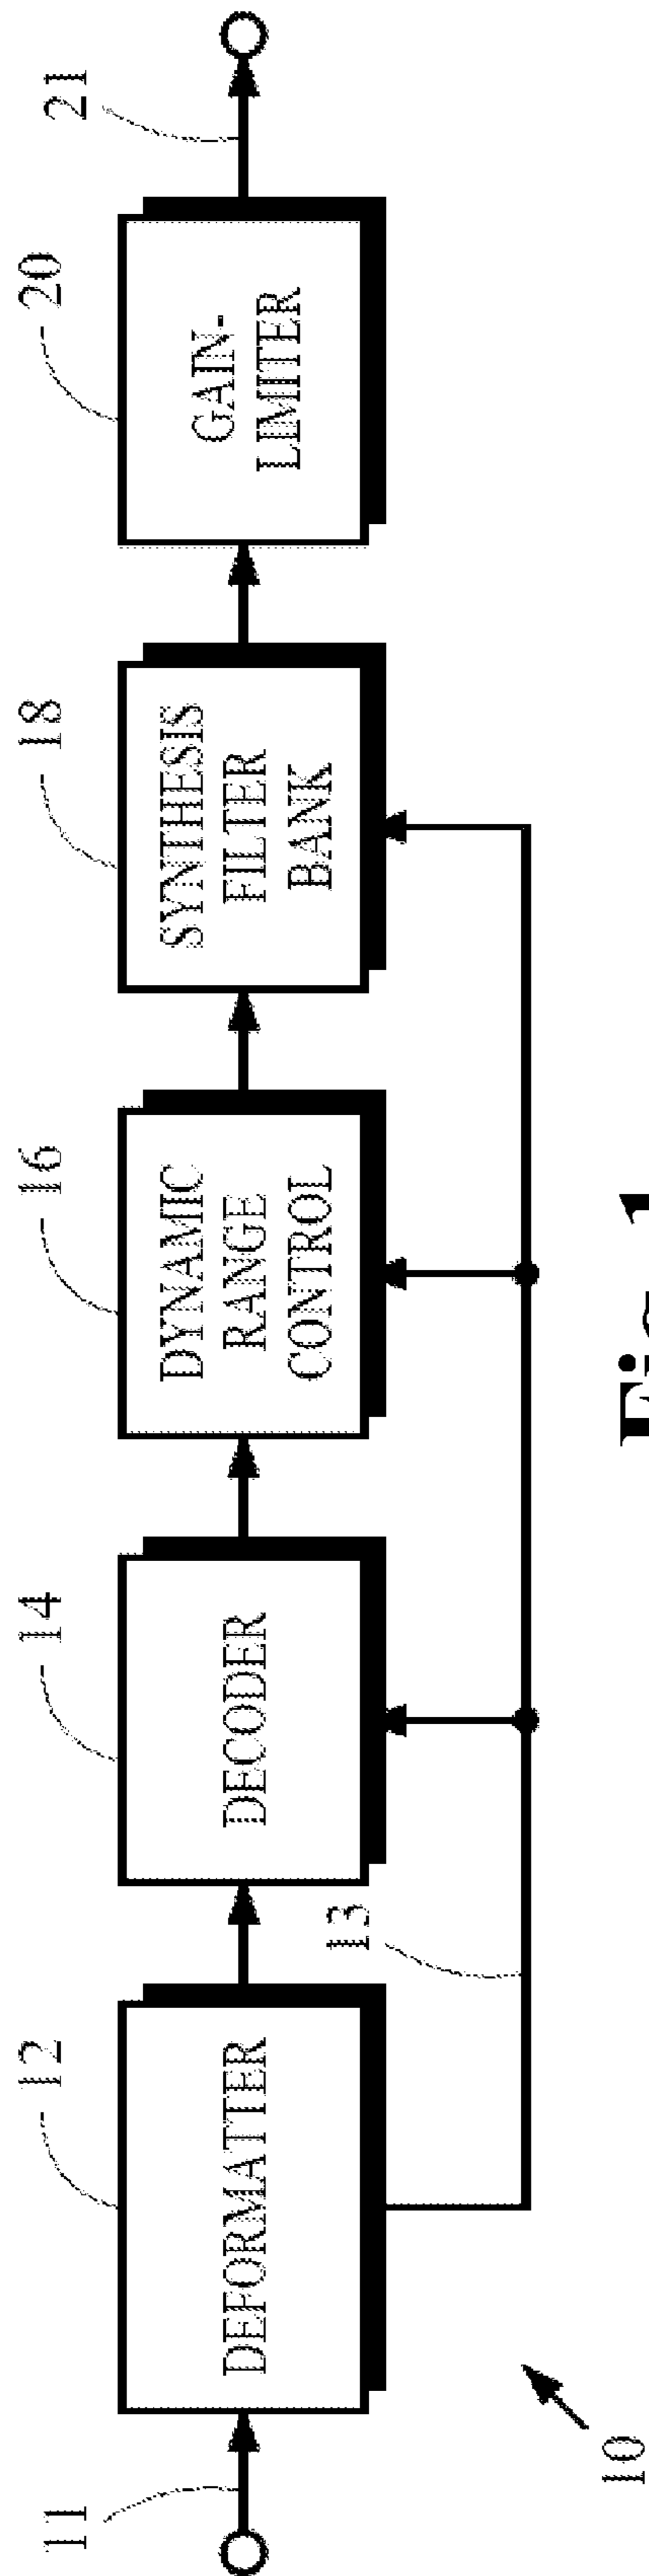 11
12
14
16
18
20
21
DEFORMATTER
DECODER
DYNAMIC
RANGE
CONTROL
SYNTHESIS
FILTER
BANK
GAIN-
LIMITER
13
10
Fig. 1